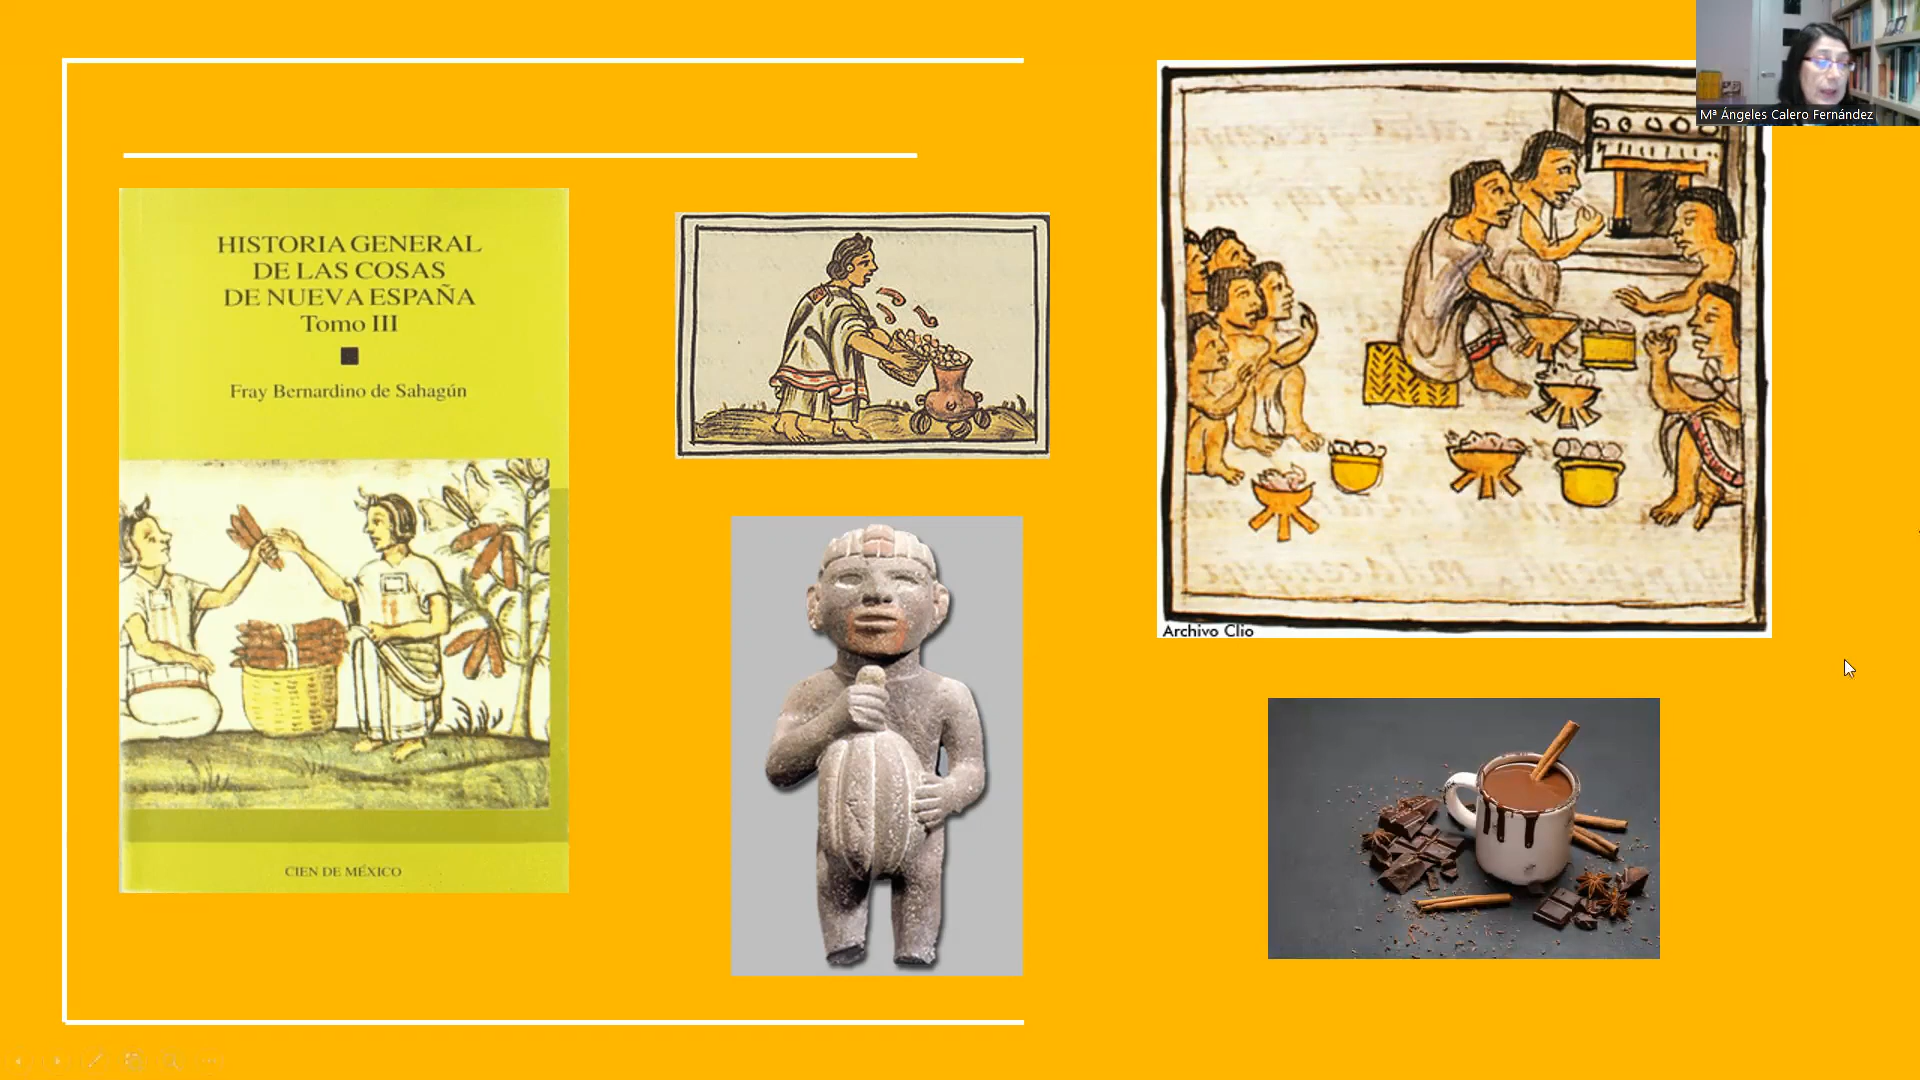 HISTORIA GENERAL
DE LAS COSAS
DE NUEVA ESPAÑA
Tomo III
Fray Bernardino de Sahagún
CIEN DE MÉXICO
Archivo Clio
Mª Ángeles Calero Fernández